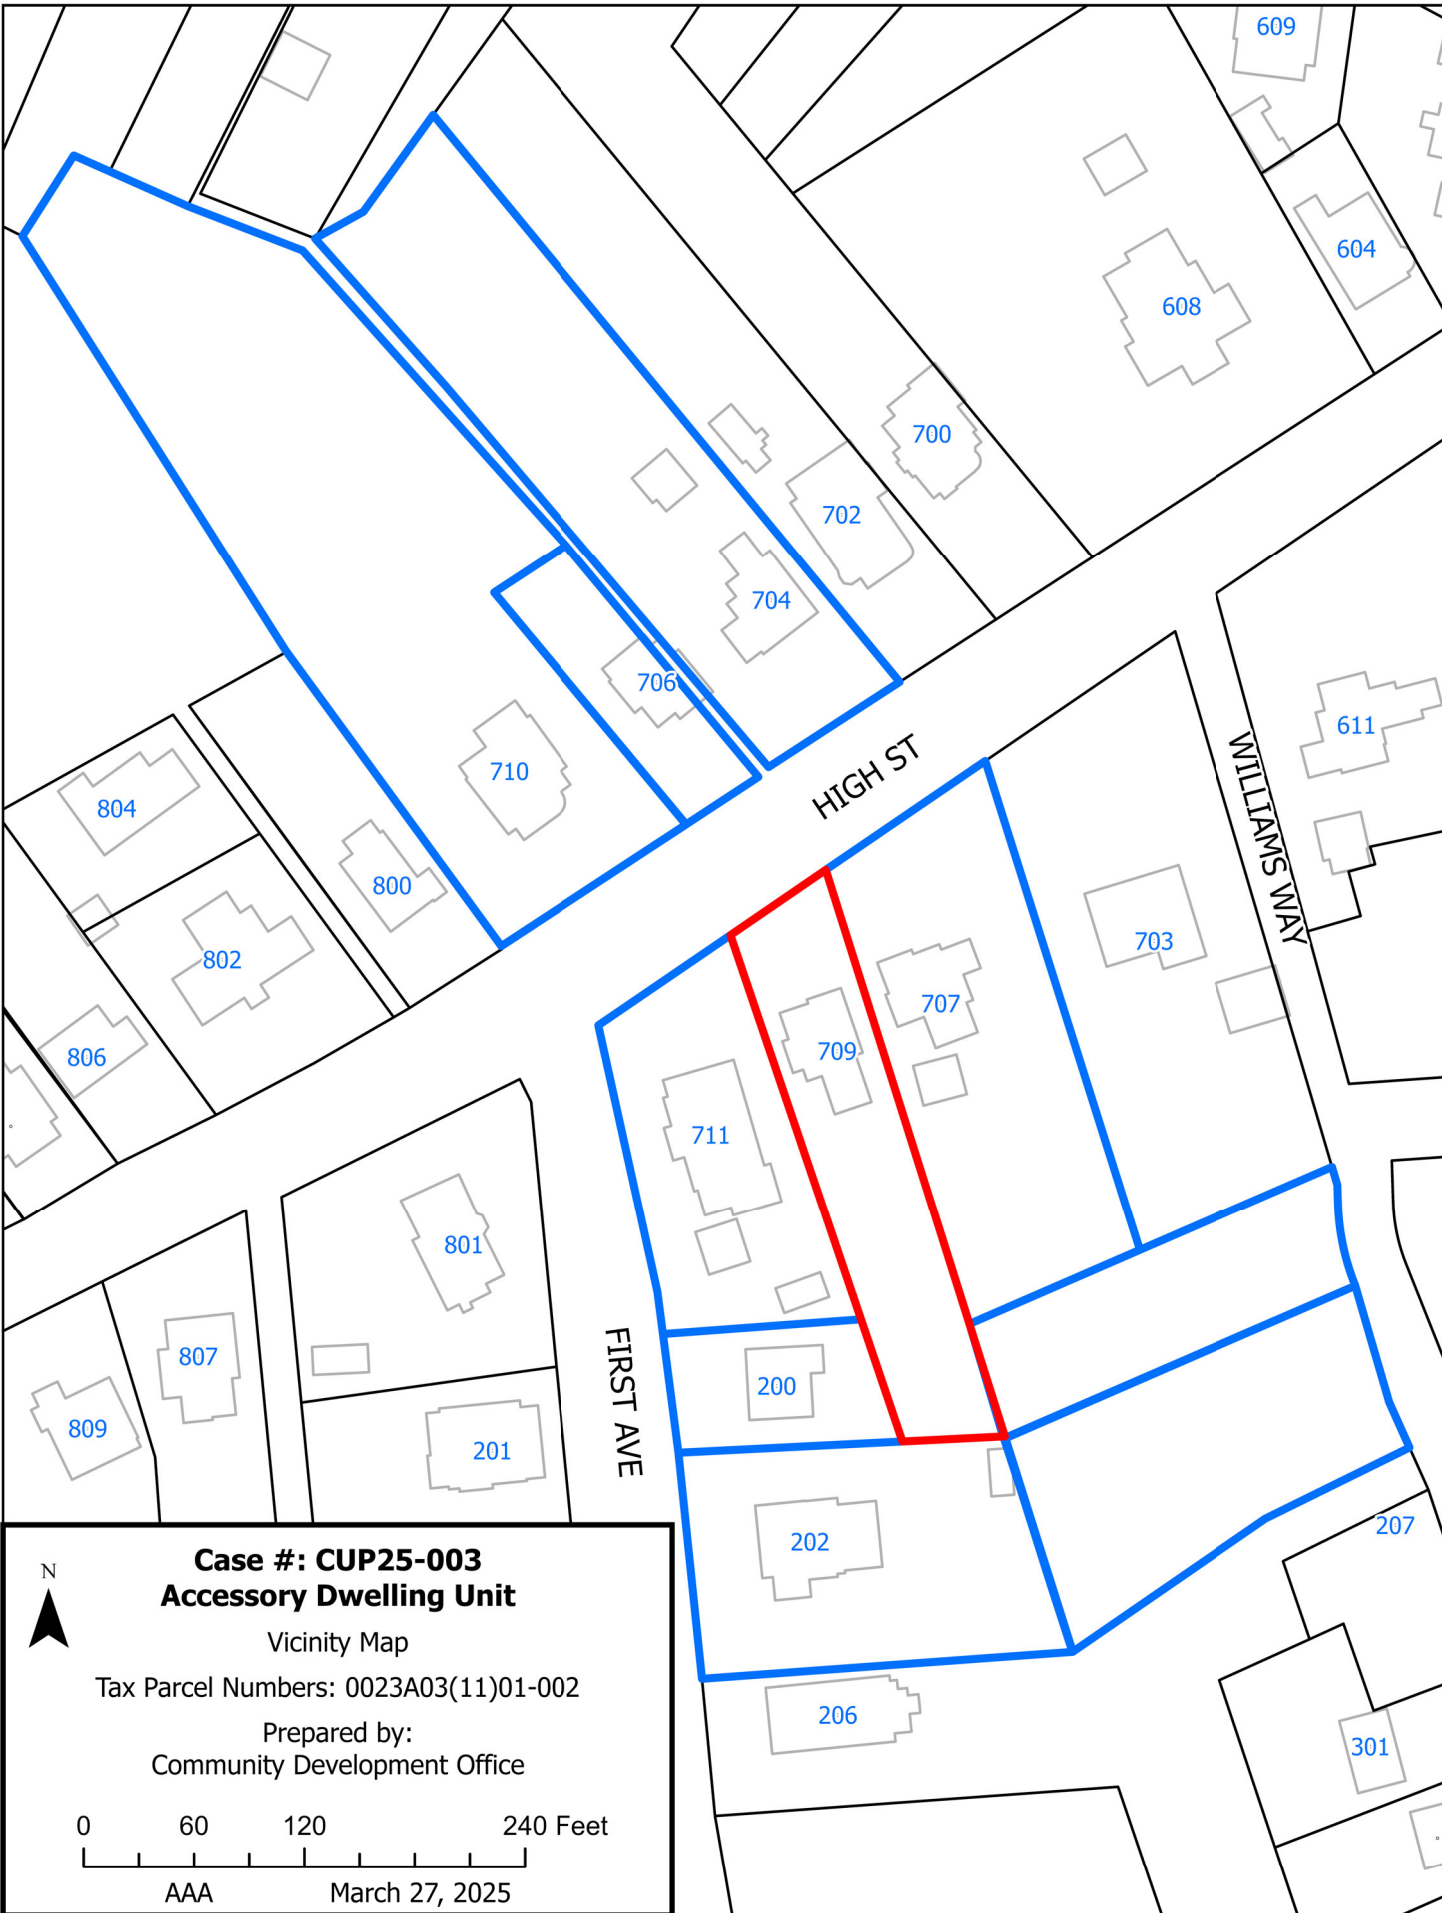 609
604
608
700
702
704
706
710
HIGH ST
611
WILLIAMS WAY
804
800
802
703
707
709
806
711
801
807
FIRST AVE
200
809
201
202
207
206
301
N
Case #: CUP25-003
Accessory Dwelling Unit
Vicinity Map
Tax Parcel Numbers: 0023A03(11)01-002
Prepared by:
Community Development Office
0 60 120 240 Feet
AAA March 27, 2025